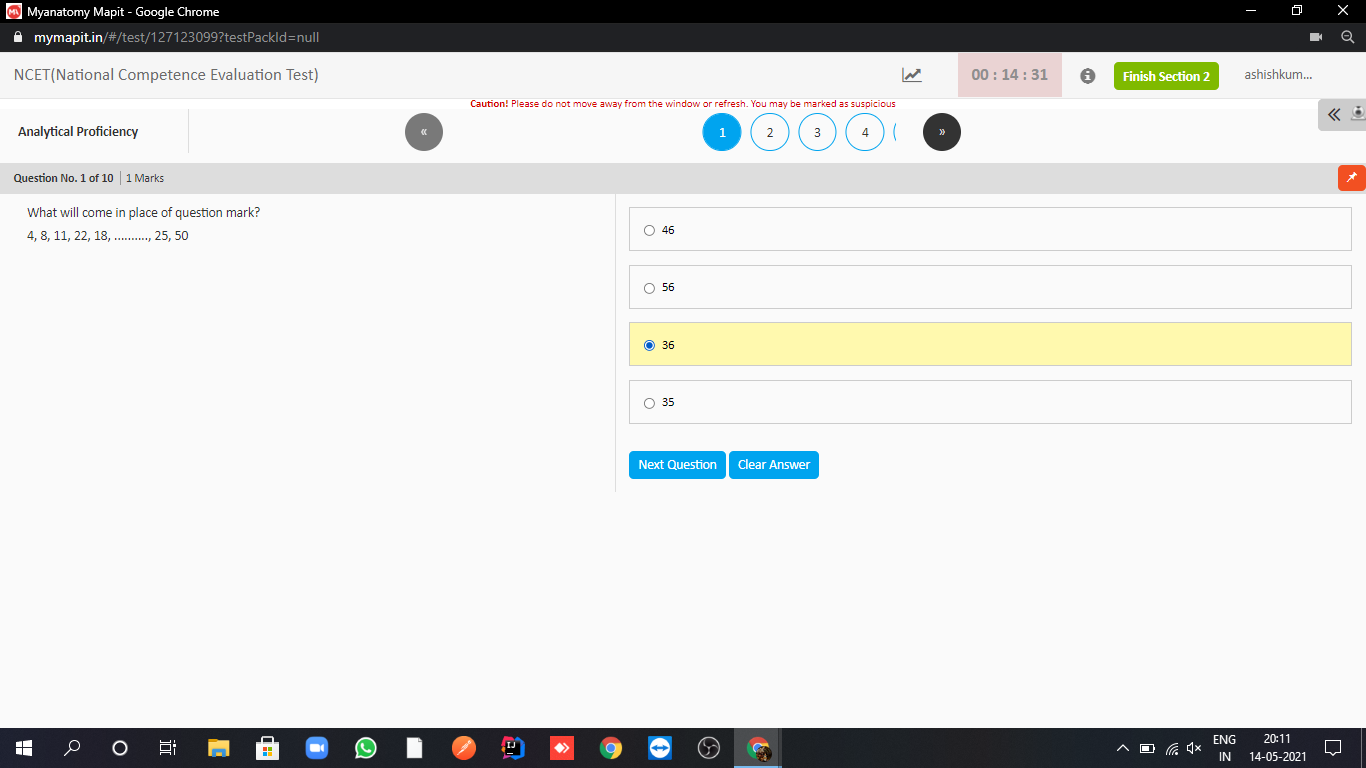 Myanatomy Mapit - Google Chrome
mymapit.in/#/test/127123099?testPackId=null
NCET(National Competence Evaluation Test)
00 : 14 : 31
Finish Section 2
ashishkum...
Caution! Please do not move away from the window or refresh. You may be marked as suspicious
Analytical Proficiency
«
1
2
3
4
»
Question No. 1 of 10 | 1 Marks
What will come in place of question mark?
4, 8, 11, 22, 18, .........., 25, 50
46
56
36
35
Next Question
Clear Answer
ENG
IN
20:11
14-05-2021